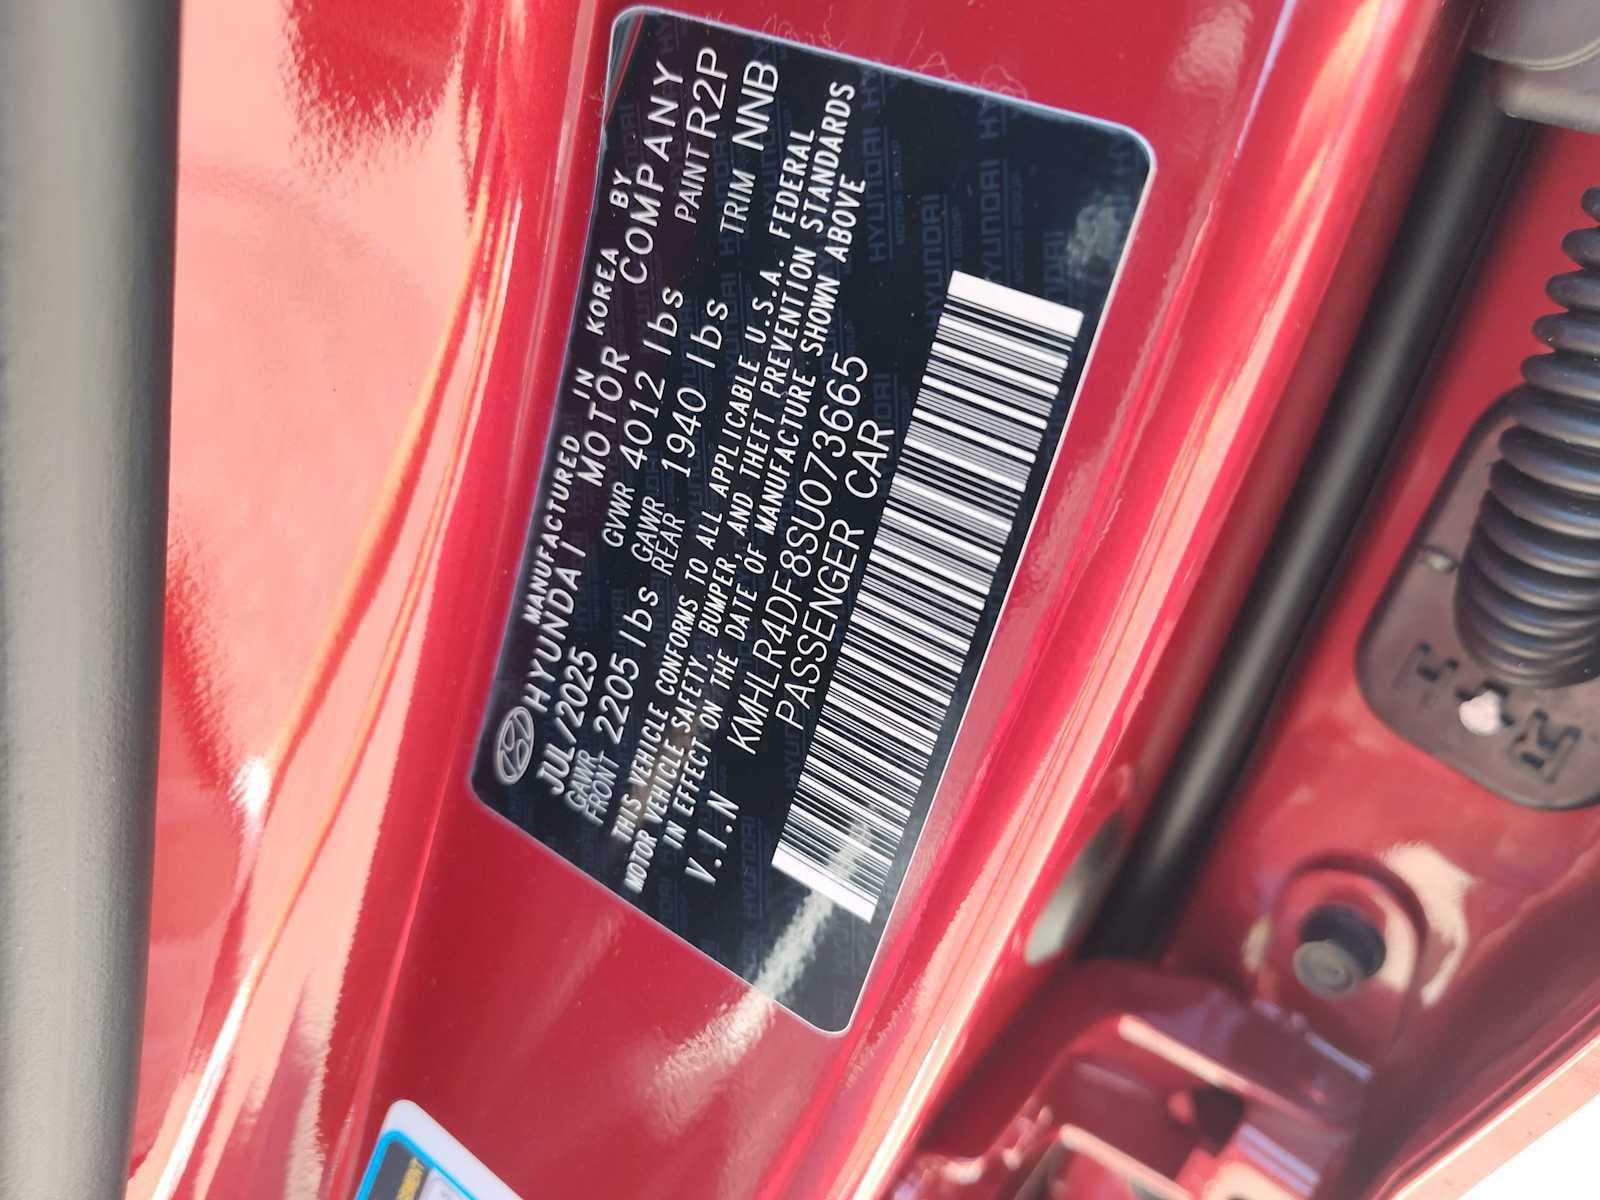 MANUFACTURED IN KOREA BY
HYUNDAI MOTOR COMPANY
JUL/2025 GVWR 4012 lbs PAINT R2P
GAWR FRONT 2205 lbs GAWR REAR 1940 lbs TRIM NNB
THIS VEHICLE CONFORMS TO ALL APPLICABLE U.S.A. FEDERAL
MOTOR VEHICLE SAFETY, BUMPER, AND THEFT PREVENTION STANDARDS
IN EFFECT ON THE DATE OF MANUFACTURE SHOWN ABOVE
V.I.N KMHLR4DF8SU073665
PASSENGER CAR
RH